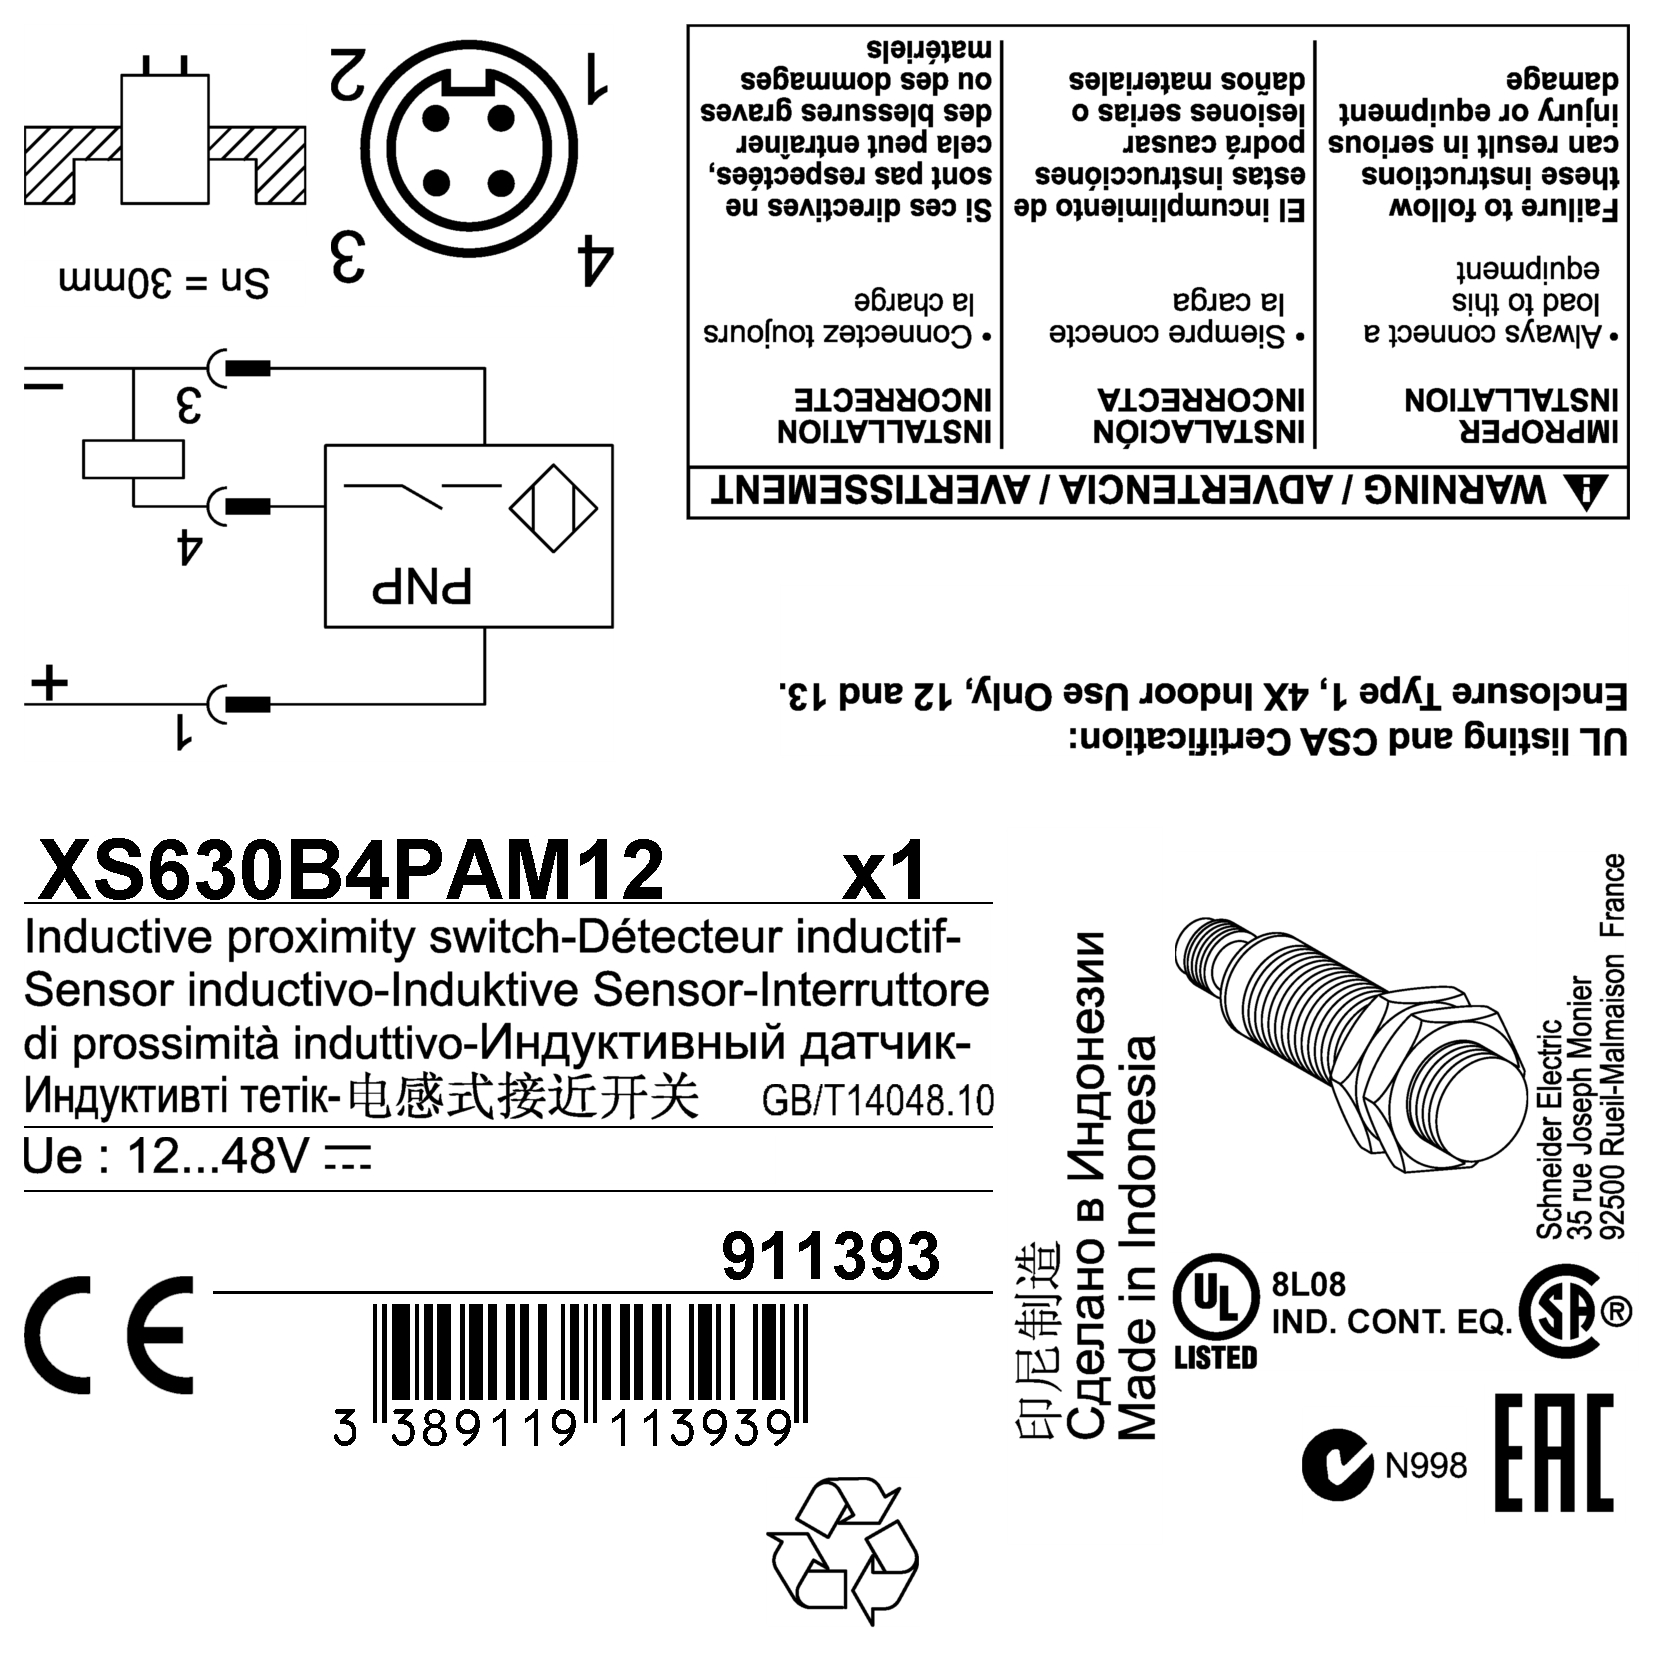 XS630B4PAM12 x1
Inductive proximity switch-Détecteur inductif-
Sensor inductivo-Induktive Sensor-Interruttore
di prossimità induttivo-Индуктивный датчик-
Индуктивті тетік-电感式接近开关 GB/T14048.10
Ue : 12...48V
911393
3 389119 113939
印尼制造
Сделано в Индонезии
Made in Indonesia
Schneider Electric
35 rue Joseph Monier
92500 Rueil-Malmaison France
CE
UL
LISTED
8L08
IND. CONT. EQ.
SA ®
N998
EAC
UL listing and CSA Certification:
Enclosure Type 1, 4X Indoor Use Only, 12 and 13.
WARNING / ADVERTENCIA / AVERTISSEMENT
IMPROPER
INSTALLATION
• Always connect a
load to this
equipment
Failure to follow
these instructions
can result in serious
injury or equipment
damage
INSTALACIÓN
INCORRECTA
• Siempre conecte
la carga
El incumplimiento de
estas instrucciónes
podrá causar
lesiones serias o
daños materiales
INSTALLATION
INCORRECTE
• Connectez toujours
la charge
Si ces directives ne
sont pas respectées,
cela peut entraîner
des blessures graves
ou des dommages
matériels
1
+
PNP
4
3
–
Sn = 30mm
4
3
1
2